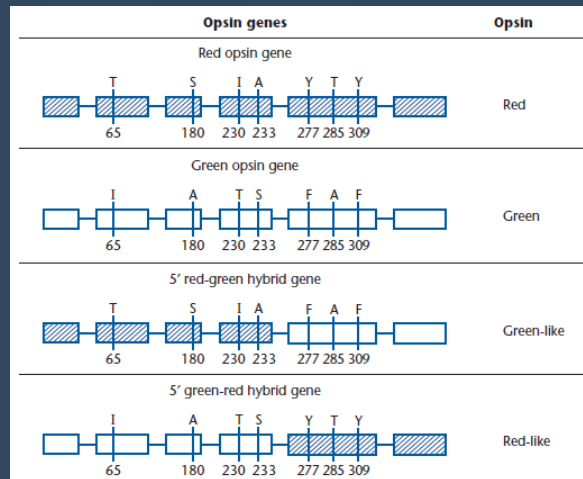 Opsin genes Opsin
Red opsin gene
T S I A Y T Y
Red
65 180 230 233 277 285 309
Green opsin gene
I A T S F A F
Green
65 180 230 233 277 285 309
5′ red-green hybrid gene
T S I A F A F
Green-like
65 180 230 233 277 285 309
5′ green-red hybrid gene
I A T S Y T Y
Red-like
65 180 230 233 277 285 309